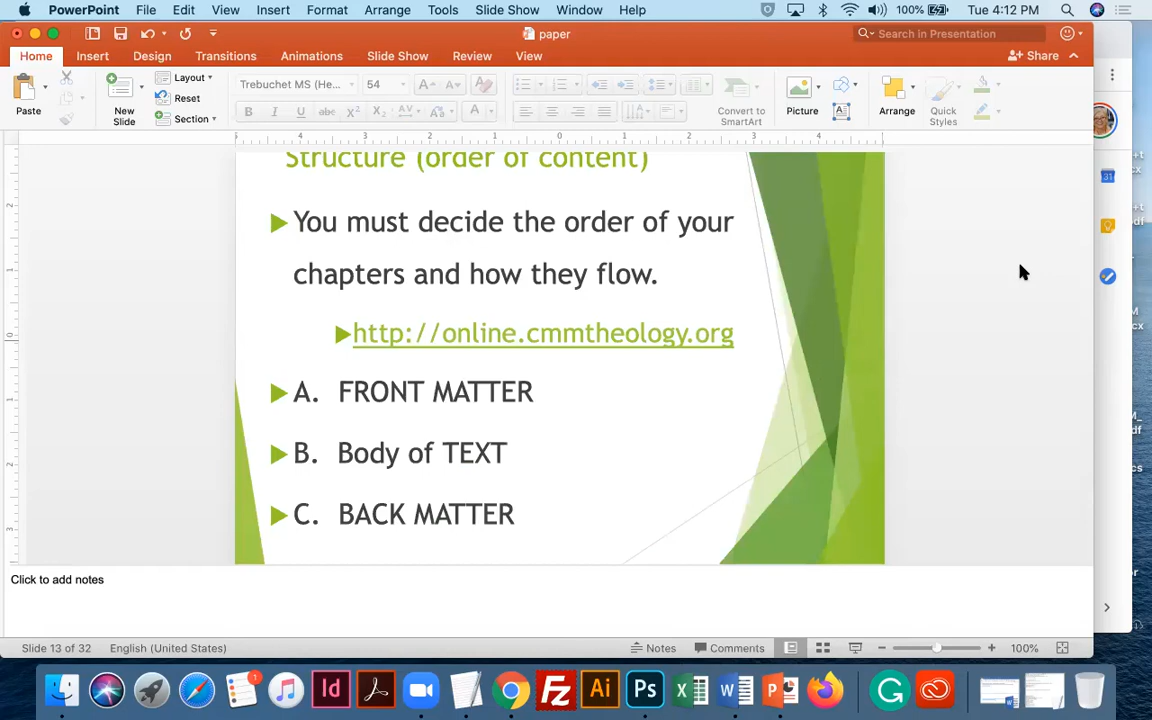 PowerPoint File Edit View Insert Format Arrange Tools Slide Show Window Help 100% Tue 4:12 PM
paper
Search in Presentation
Home Insert Design Transitions Animations Slide Show Review View Share
Paste
New Slide
Layout
Reset
Section
Trebuchet MS (He... 54
Convert to SmartArt
Picture
Arrange
Quick Styles
Structure (order of content)
You must decide the order of your
chapters and how they flow.
http://online.cmmtheology.org
A. FRONT MATTER
B. Body of TEXT
C. BACK MATTER
Click to add notes
Slide 13 of 32 English (United States) Notes Comments 100%